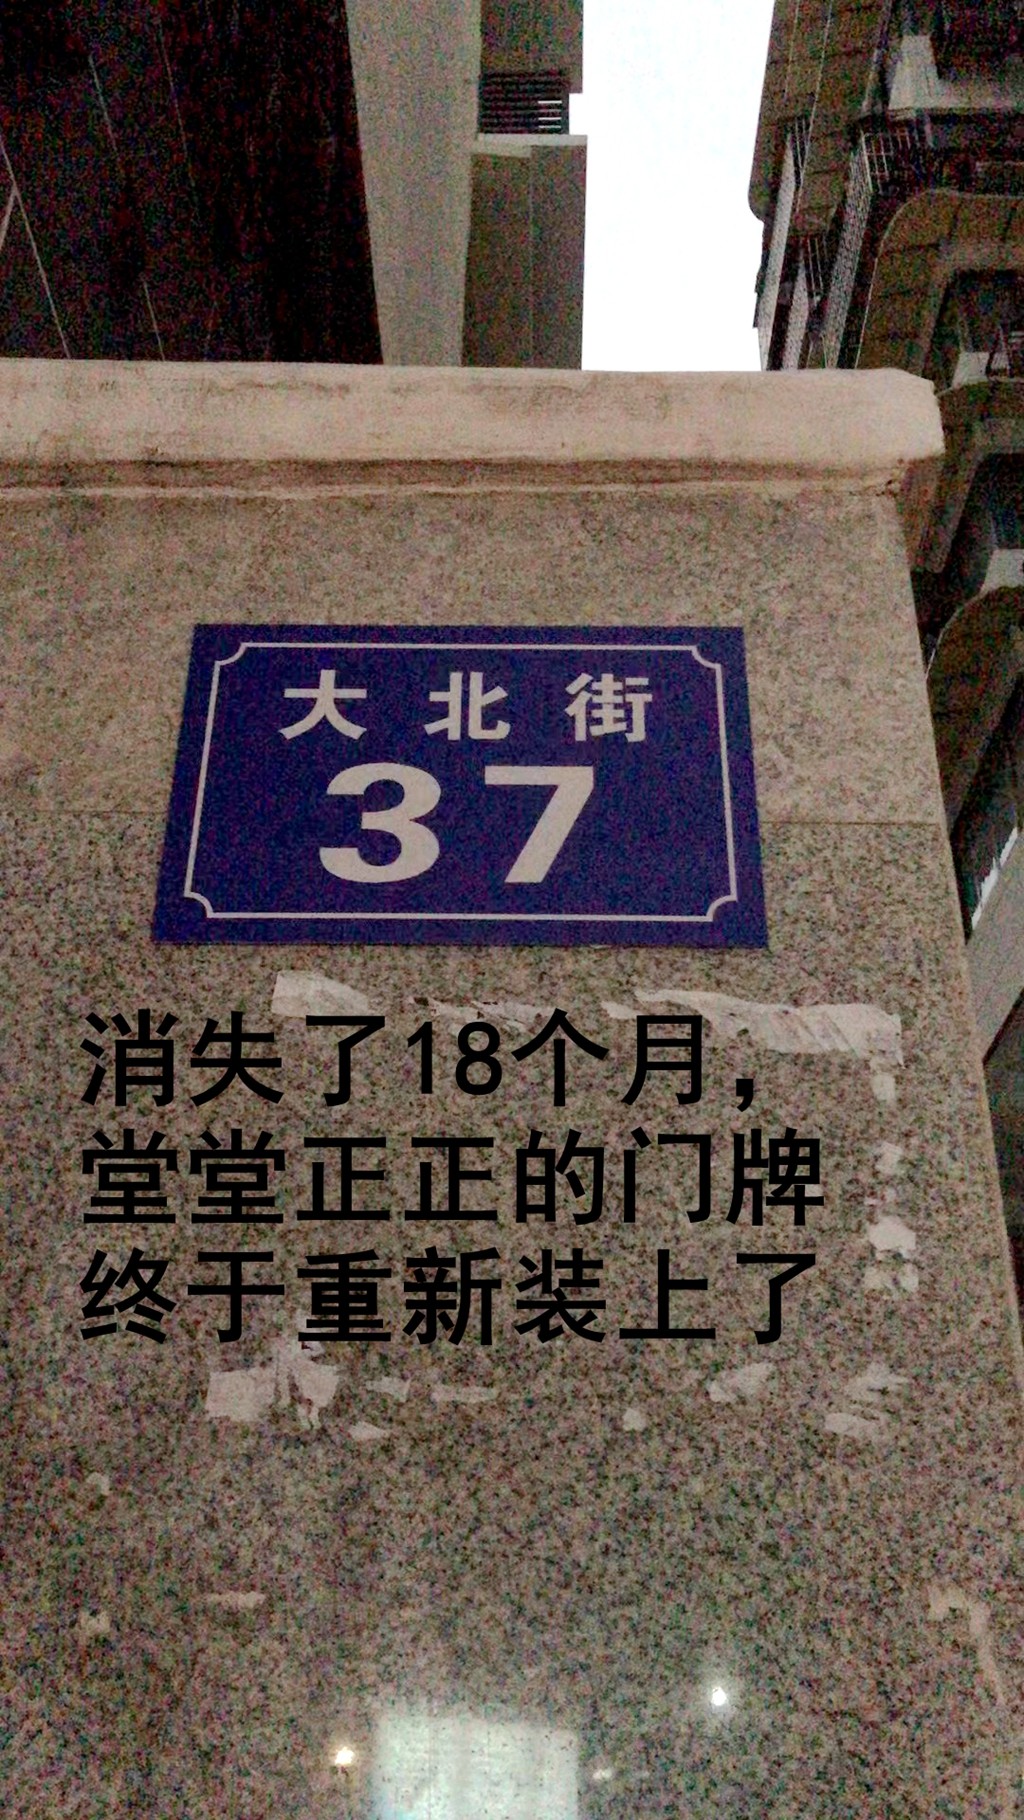 大北街
37
消失了18个月，
堂堂正正的门牌
终于重新装上了